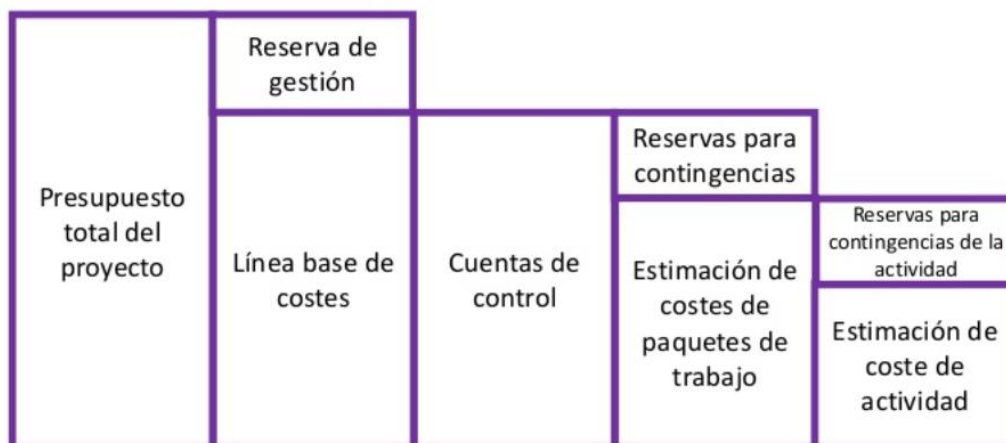 Presupuesto
total del
proyecto
Reserva de
gestión
Línea base de
costes
Cuentas de
control
Reservas para
contingencias
Estimación de
costes de
paquetes de
trabajo
Reservas para
contingencias de la
actividad
Estimación de
coste de
actividad